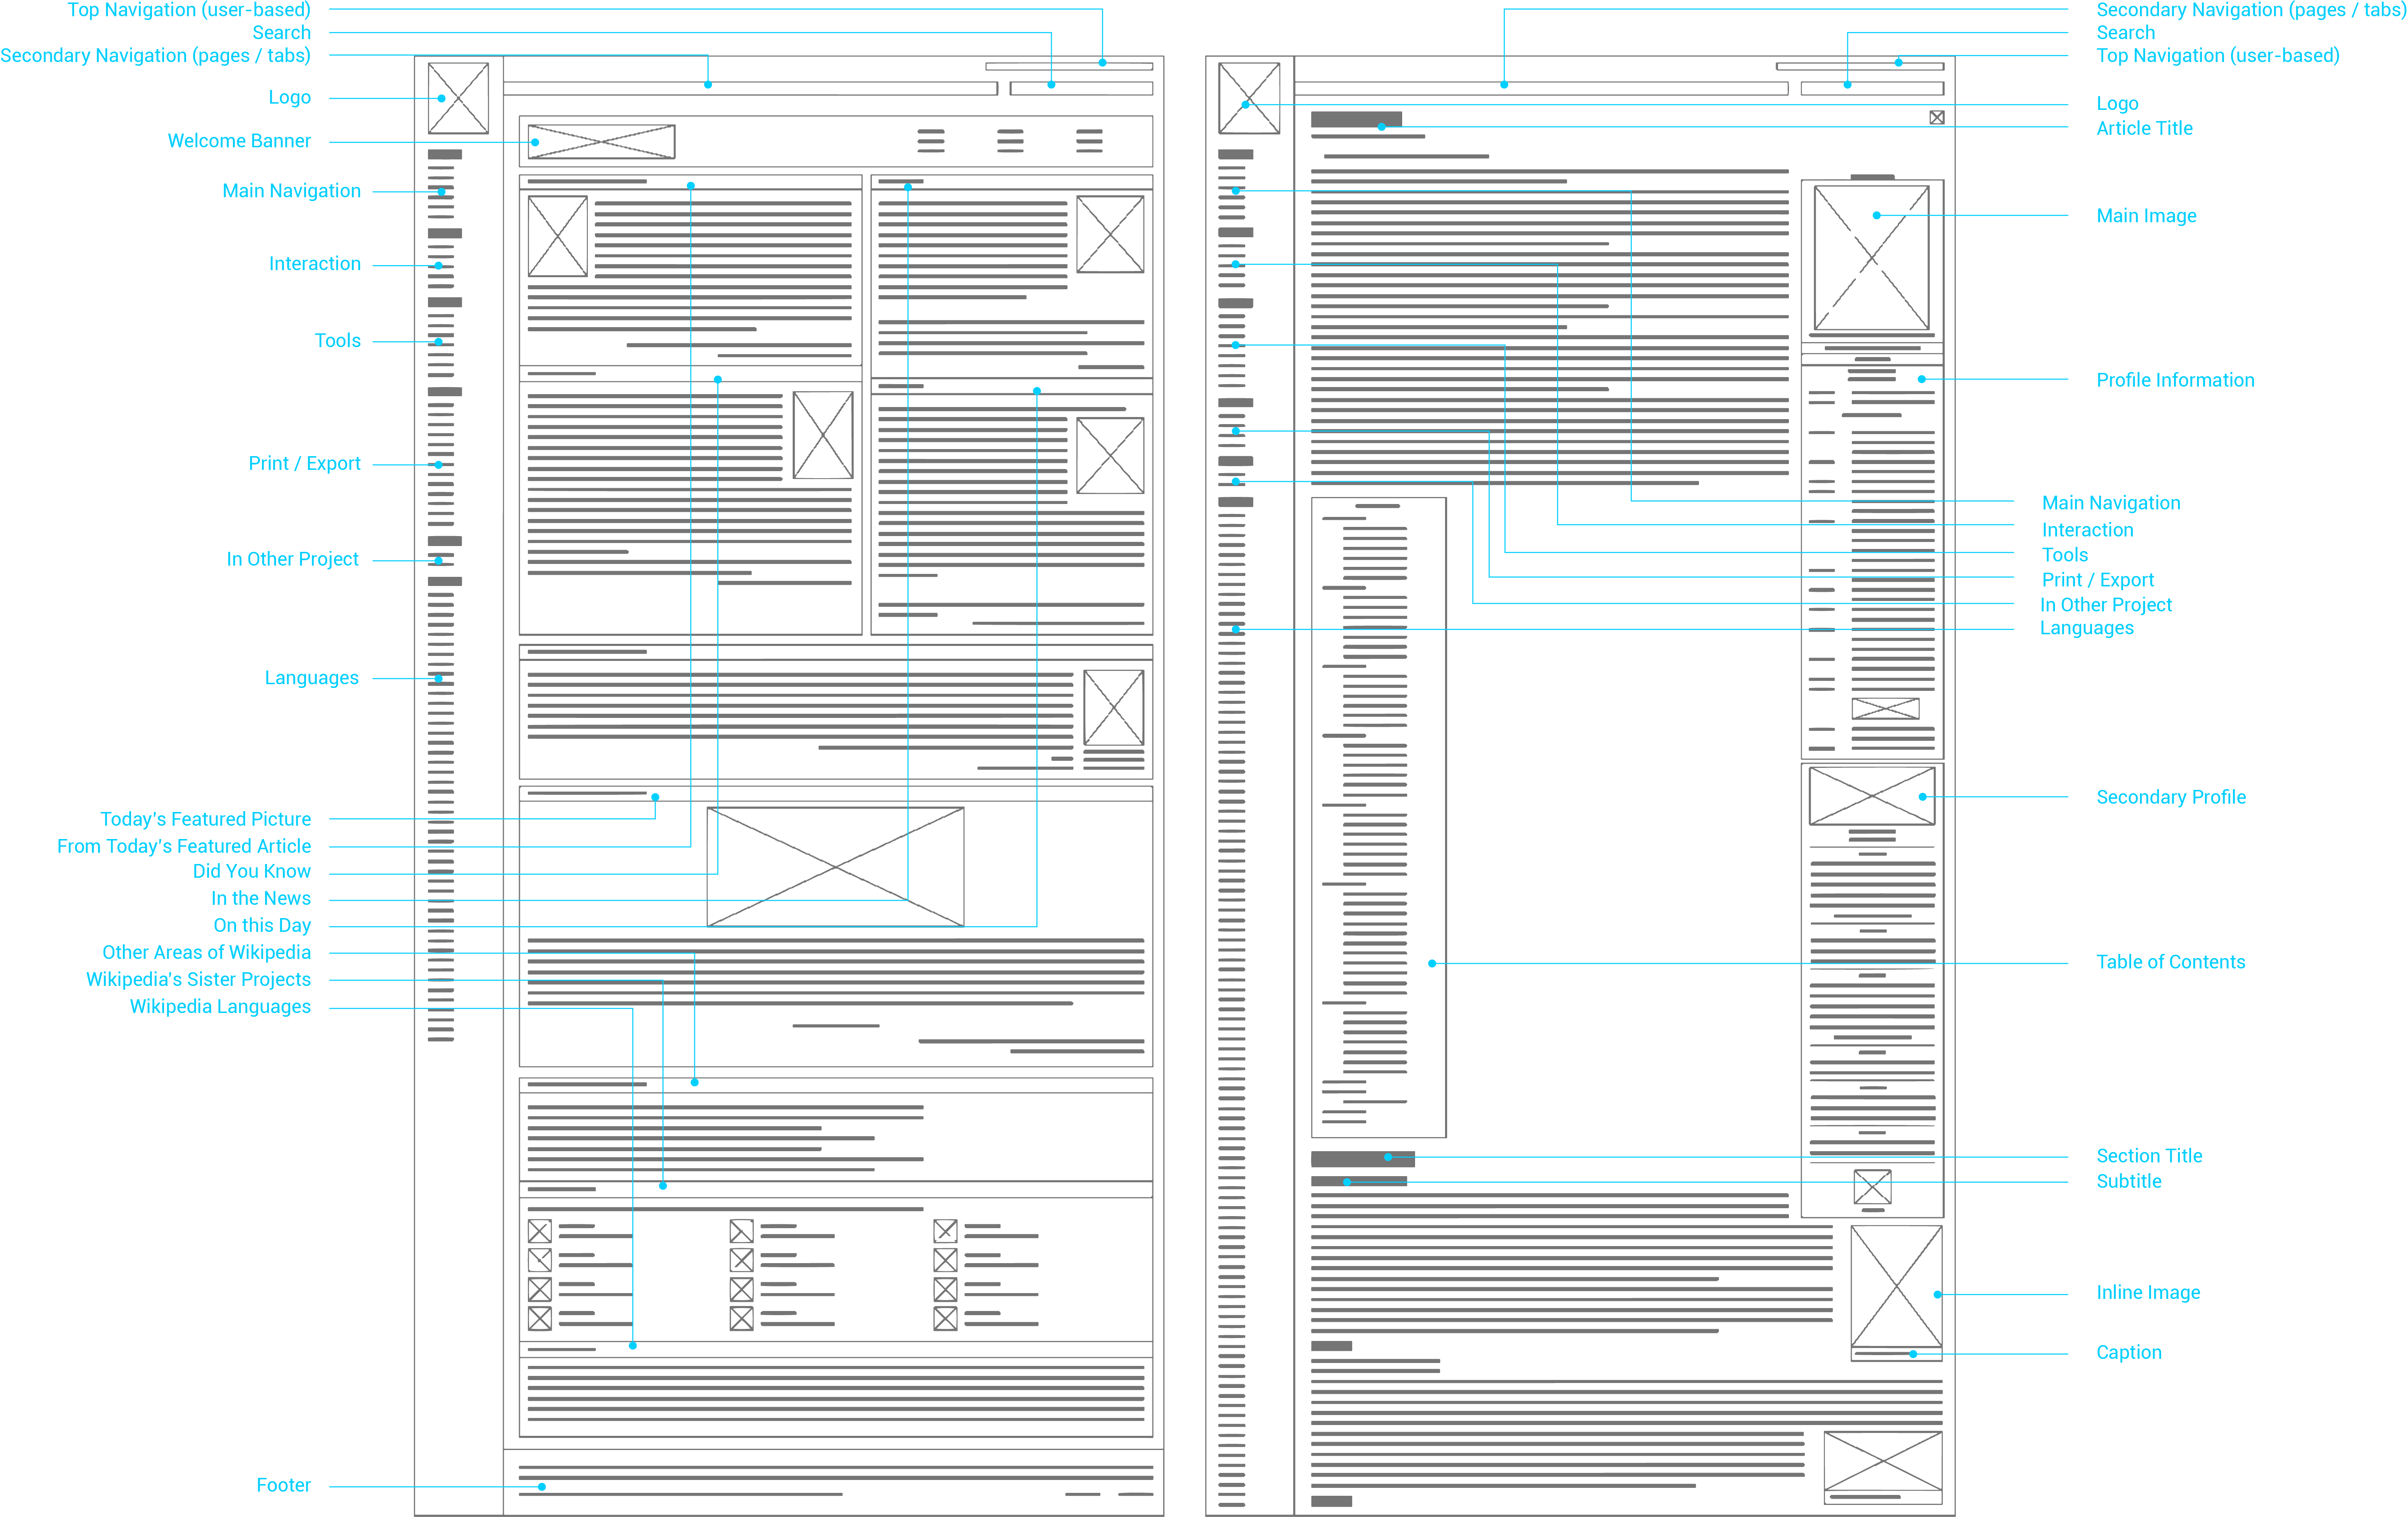 Top Navigation (user-based)
Search
Secondary Navigation (pages / tabs)
Logo
Welcome Banner
Main Navigation
Interaction
Tools
Print / Export
In Other Project
Languages
Today's Featured Picture
From Today's Featured Article
Did You Know
In the News
On this Day
Other Areas of Wikipedia
Wikipedia's Sister Projects
Wikipedia Languages
Footer
Secondary Navigation (pages / tabs)
Search
Top Navigation (user-based)
Logo
Article Title
Main Image
Profile Information
Main Navigation
Interaction
Tools
Print / Export
In Other Project
Languages
Secondary Profile
Table of Contents
Section Title
Subtitle
Inline Image
Caption